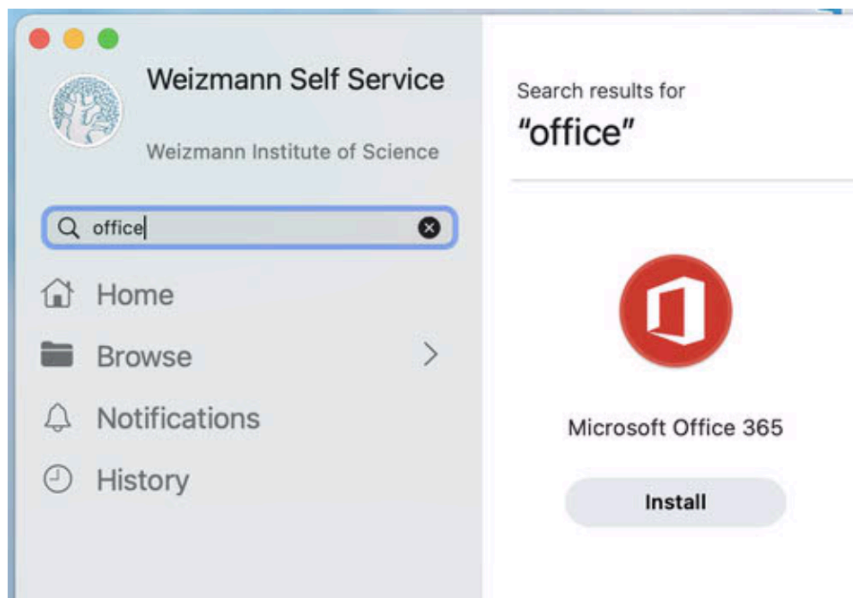 Weizmann Self Service
Weizmann Institute of Science
office
Home
Browse
Notifications
History
Search results for
“office”
Microsoft Office 365
Install